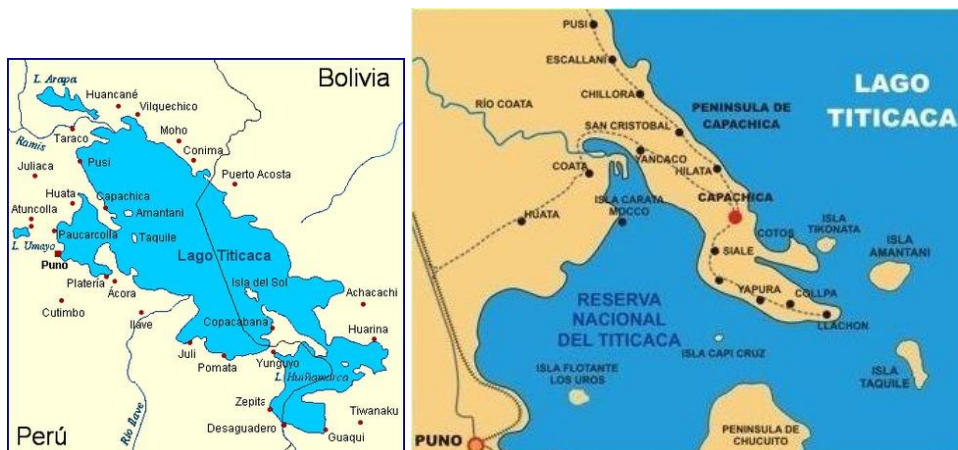 Bolivia
L. Arapa
Huancané
Vilquechico
Ramis
Taraco
Moho
Conima
Juliaca
Pusi
Puerto Acosta
Huata
Capachica
Atuncolla
Amantani
Paucarcolla
Taquile
L. Umayo
Puno
Lago Titicaca
Platería
Ácora
Isla del Sol
Achacachi
Cutimbo
Ilave
Copacabana
Huarina
Juli
Pomata
Yunguyo
L. Huiñamarca
Zepita
Tiwanaku
Río Ilave
Desaguadero
Guaqui
Perú
PUSI
ESCALLANI
LAGO
TITICACA
CHILLORA
RÍO COATA
PENINSULA DE
CAPACHICA
SAN CRISTOBAL
YANCACO
COATA
HILATA
CAPACHICA
ISLA CARATA
MOCCO
HUATA
COTOS
ISLA
TIKONATA
ISLA
AMANTANI
SIALE
RESERVA
NACIONAL
DEL TITICACA
YAPURA
COLLPA
LLACHON
ISLA CAPI CRUZ
ISLA FLOTANTE
LOS UROS
ISLA
TAQUILE
PUNO
PENINSULA DE
CHUCUITO